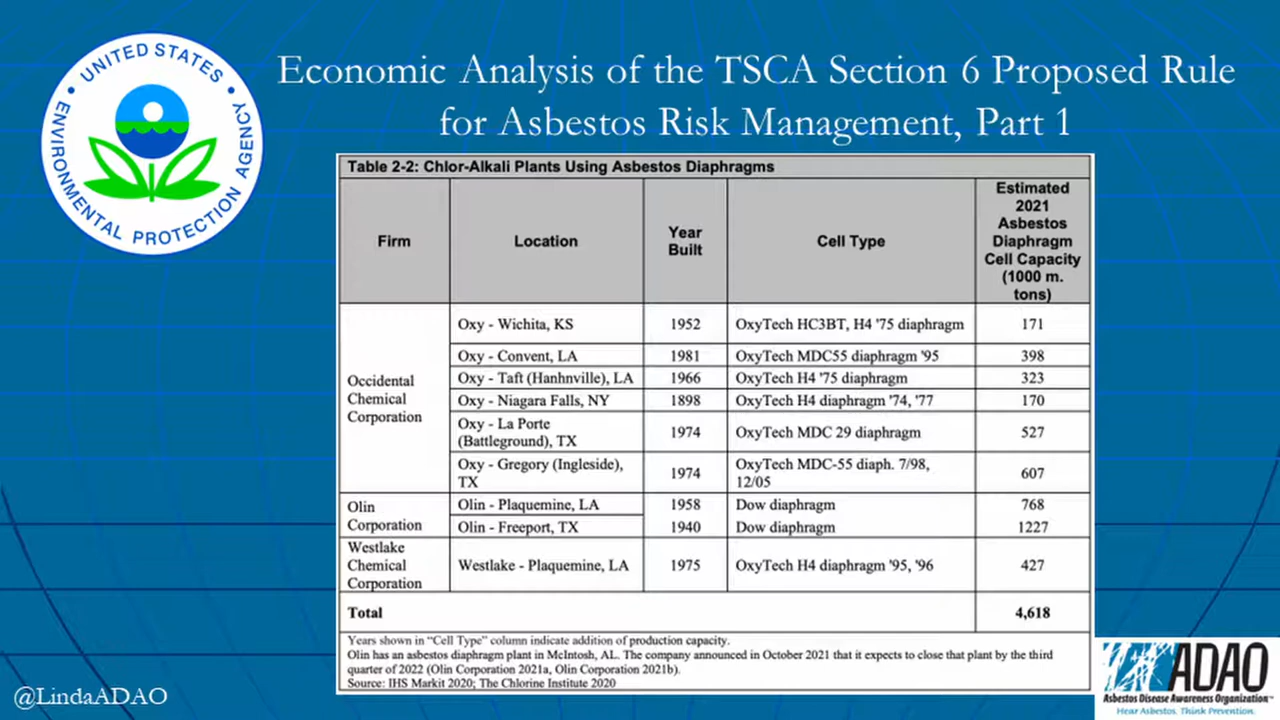 UNITED STATES
ENVIRONMENTAL PROTECTION AGENCY
Economic Analysis of the TSCA Section 6 Proposed Rule
for Asbestos Risk Management, Part 1
Table 2-2: Chlor-Alkali Plants Using Asbestos Diaphragms
Firm
Location
Year
Built
Cell Type
Estimated
2021
Asbestos
Diaphragm
Cell Capacity
(1000 m.
tons)
Occidental
Chemical
Corporation
Oxy - Wichita, KS 1952 OxyTech HC3BT, H4 '75 diaphragm 171
Oxy - Convent, LA 1981 OxyTech MDC55 diaphragm '95 398
Oxy - Taft (Hanhnville), LA 1966 OxyTech H4 '75 diaphragm 323
Oxy - Niagara Falls, NY 1898 OxyTech H4 diaphragm '74, '77 170
Oxy - La Porte
(Battleground), TX 1974 OxyTech MDC 29 diaphragm 527
Oxy - Gregory (Ingleside),
TX 1974 OxyTech MDC-55 diaph. 7/98,
12/05 607
Olin
Corporation
Olin - Plaquemine, LA 1958 Dow diaphragm 768
Olin - Freeport, TX 1940 Dow diaphragm 1227
Westlake
Chemical
Corporation
Westlake - Plaquemine, LA 1975 OxyTech H4 diaphragm '95, '96 427
Total 4,618
Years shown in "Cell Type" column indicate addition of production capacity.
Olin has an asbestos diaphragm plant in McIntosh, AL. The company announced in October 2021 that it expects to close that plant by the third
quarter of 2022 (Olin Corporation 2021a, Olin Corporation 2021b).
Source: IHS Markit 2020; The Chlorine Institute 2020
@LindaADAO
ADAO
Asbestos Disease Awareness Organization™
Hear Asbestos. Think Prevention.